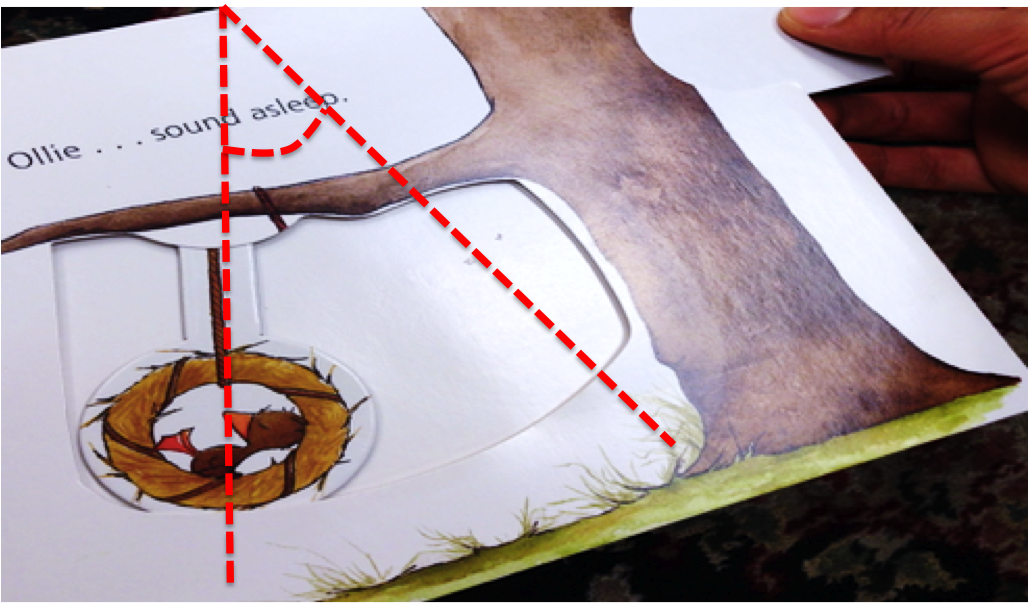 Ollie . . . sound asleep.